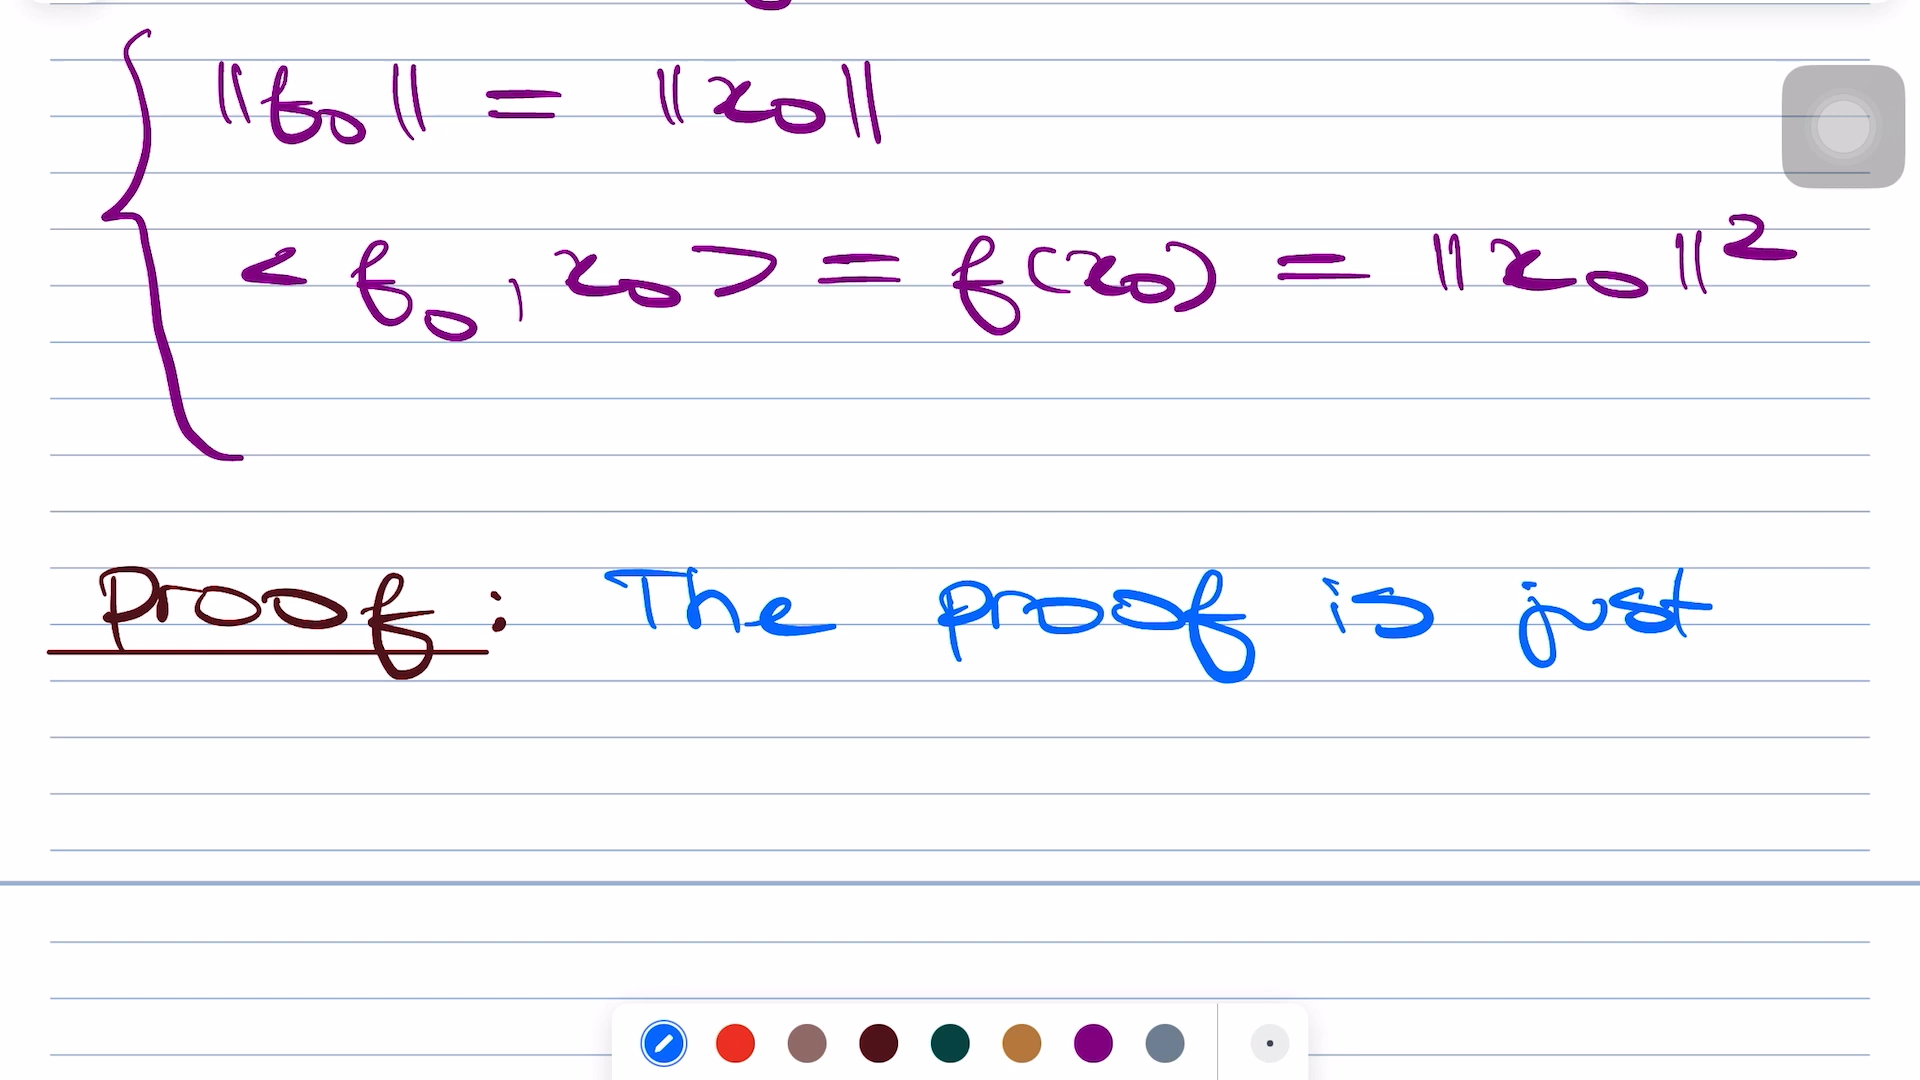 ‖f₀‖ = ‖x₀‖
< f₀, x₀ > = f(x₀) = ‖x₀‖²
Proof: The proof is just